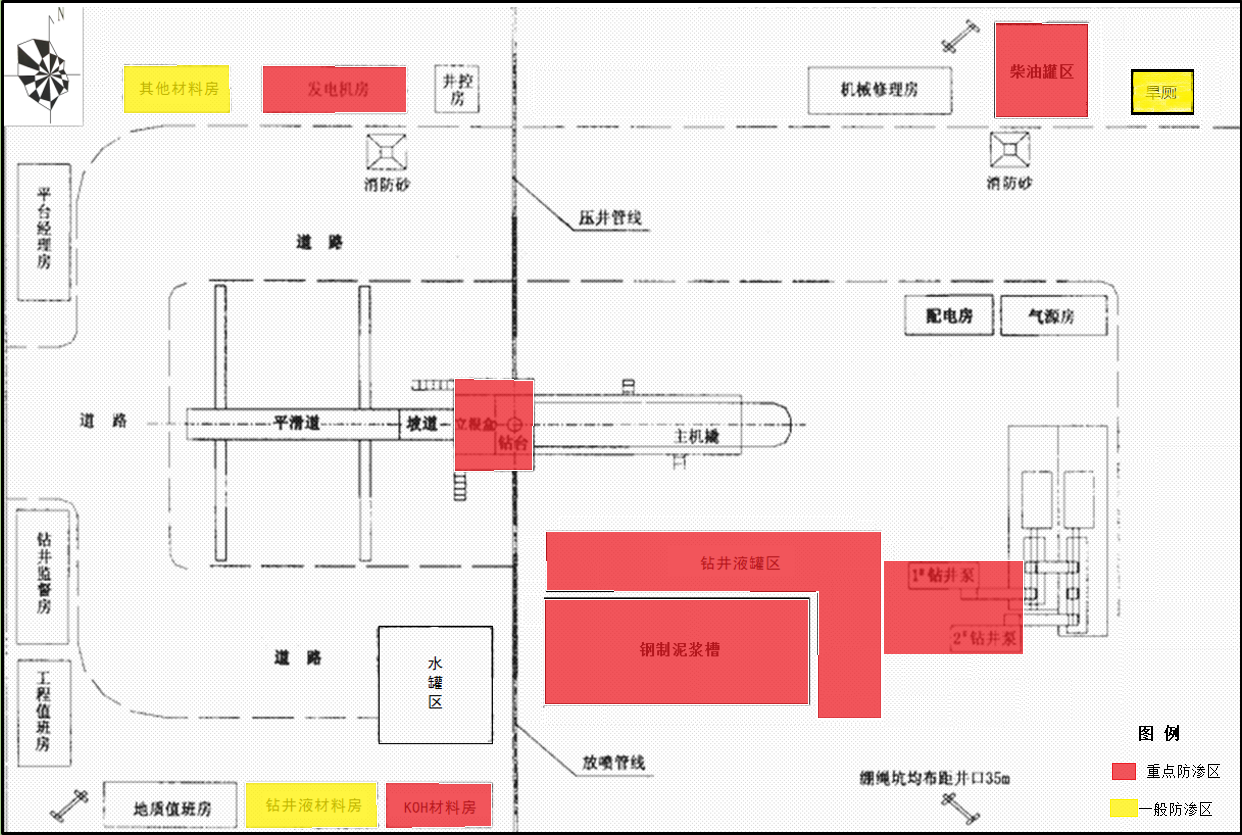 N
其他材料房
发电机房
井控
房
机械修理房
柴油罐区
旱厕
消防砂
消防砂
平台经理房
压井管线
道 路
配电房
气源房
道 路
平滑道
坡道
立根盒
钻台
主机撬
钻井监督房
钻井液罐区
1#钻井泵
2#钻井泵
钢制泥浆槽
道 路
水罐区
工程值班房
放喷管线
绷绳坑均布距井口35m
图 例
重点防渗区
一般防渗区
地质值班房
钻井液材料房
KOH材料房